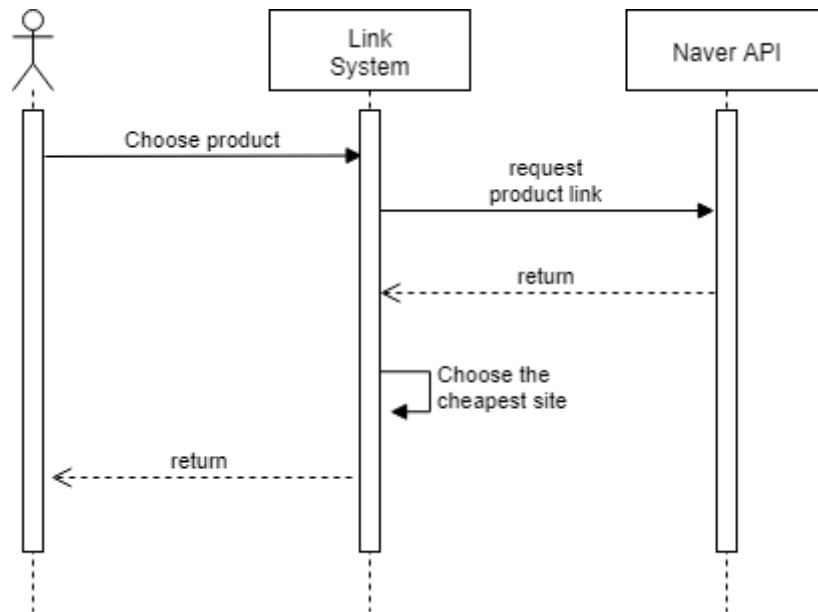 Link
System
Naver API
Choose product
request
product link
return
Choose the
cheapest site
return